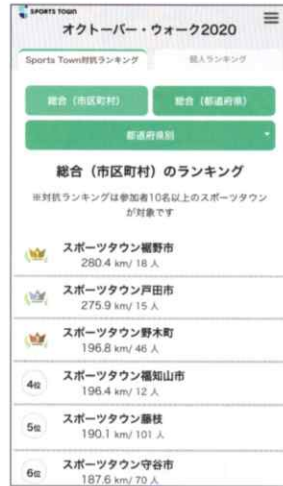 SPORTS TOWN
オクトーバー・ウォーク2020
Sports Town対抗ランキング
個人ランキング
総合（市区町村）
総合（都道府県）
都道府県別
総合（市区町村）のランキング
※対抗ランキングは参加者10名以上のスポーツタウン
が対象です
スポーツタウン裾野市
280.4 km/ 18 人
スポーツタウン戸田市
275.9 km/ 15 人
スポーツタウン野木町
196.8 km/ 46 人
4位
スポーツタウン福知山市
196.4 km/ 12 人
5位
スポーツタウン藤枝
190.1 km/ 101 人
6位
スポーツタウン守谷市
187.6 km/ 70 人